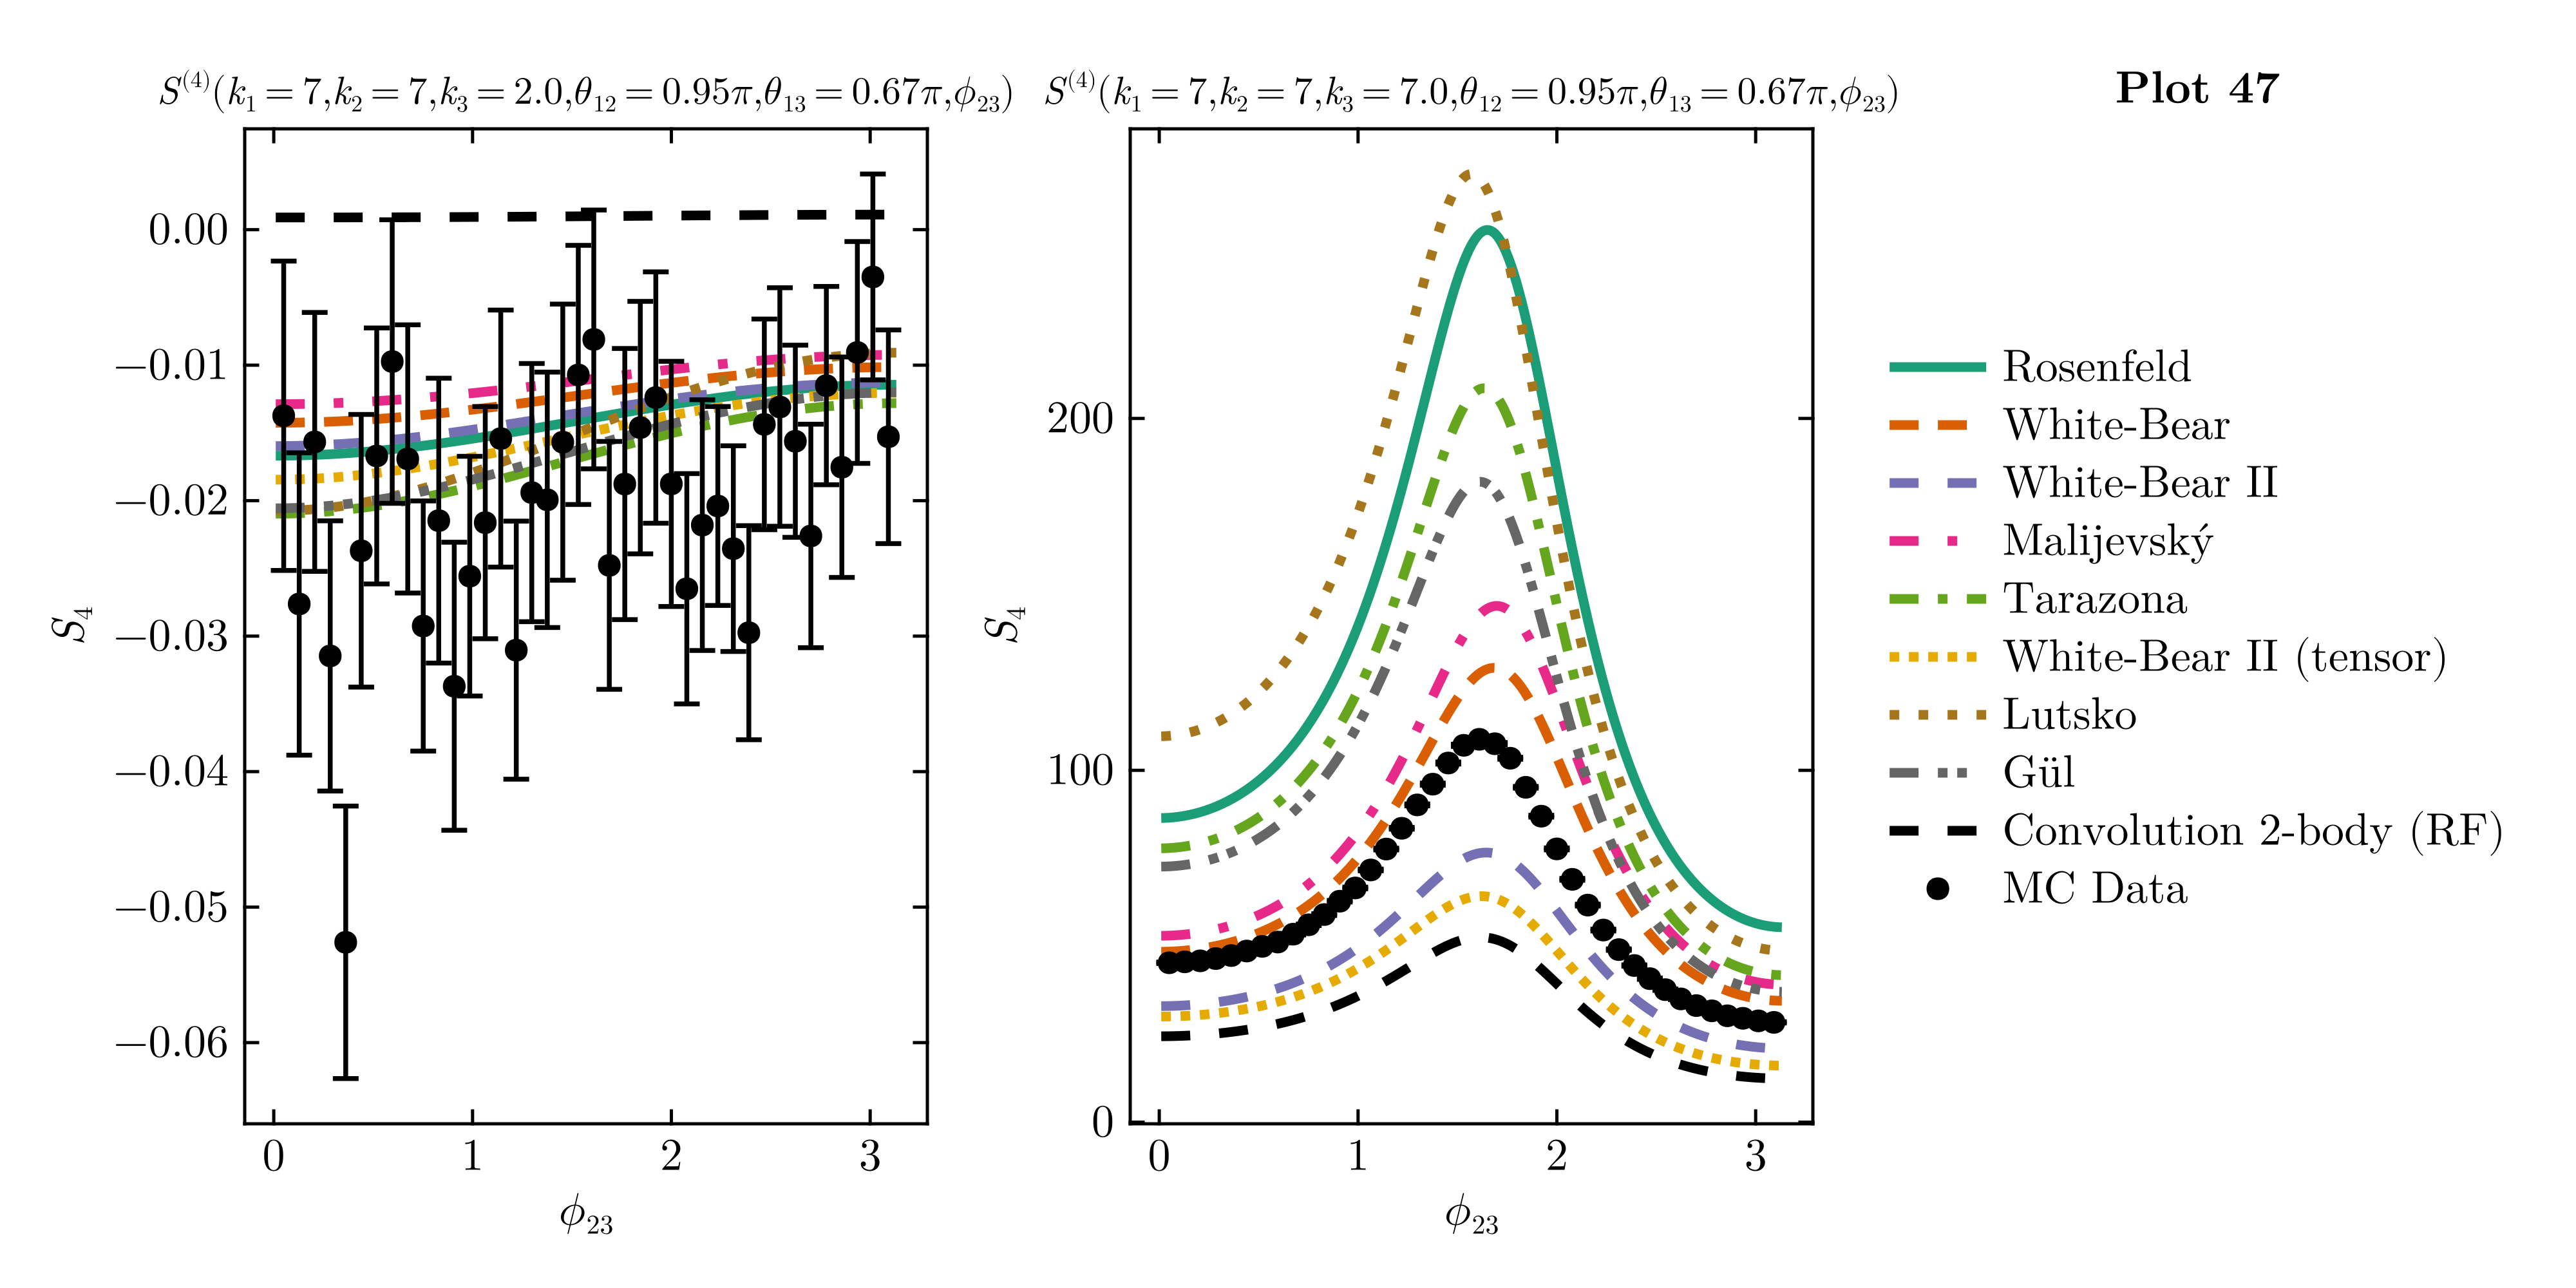 S⁽⁴⁾(k₁ = 7,k₂ = 7,k₃ = 2.0,θ₁₂ = 0.95π,θ₁₃ = 0.67π,ϕ₂₃)
S⁽⁴⁾(k₁ = 7,k₂ = 7,k₃ = 7.0,θ₁₂ = 0.95π,θ₁₃ = 0.67π,ϕ₂₃)
Plot 47
0.00
−0.01
−0.02
−0.03
−0.04
−0.05
−0.06
S₄
0 1 2 3
ϕ₂₃
200
100
0
S₄
0 1 2 3
ϕ₂₃
Rosenfeld
White-Bear
White-Bear II
Malijevský
Tarazona
White-Bear II (tensor)
Lutsko
Gül
Convolution 2-body (RF)
MC Data